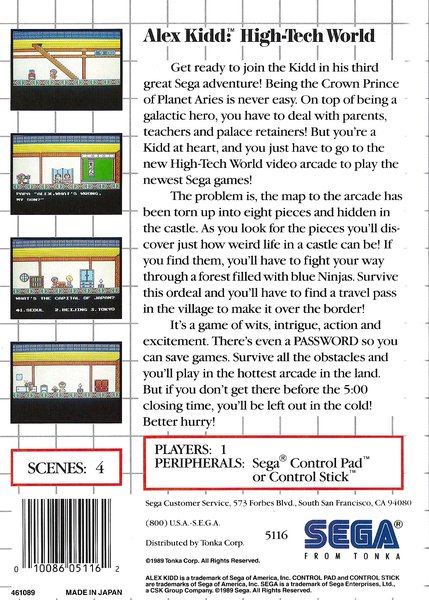 Alex Kidd:™ High-Tech World
Get ready to join the Kidd in his third
great Sega adventure! Being the Crown Prince
of Planet Aries is never easy. On top of being a
galactic hero, you have to deal with parents,
teachers and palace retainers! But you're a
Kidd at heart, and you just have to go to the
new High-Tech World video arcade to play the
newest Sega games!
The problem is, the map to the arcade has
been torn up into eight pieces and hidden in
the castle. As you look for the pieces you'll dis-
cover just how weird life in a castle can be! If
you find them, you'll have to fight your way
through a forest filled with blue Ninjas. Survive
this ordeal and you'll have to find a travel pass
in the village to make it over the border!
It's a game of wits, intrigue, action and
excitement. There's even a PASSWORD so you
can save games. Survive all the obstacles and
you'll play in the hottest arcade in the land.
But if you don't get there before the 5:00
closing time, you'll be left out in the cold!
Better hurry!
PAPA "ALEX,WHAT'S WRONG,
MY SON?"
WHAT'S THE CAPITAL OF JAPAN?
1.SEOUL 2.BEIJING 3.TOKYO
SCENES: 4
PLAYERS: 1
PERIPHERALS: Sega® Control Pad™
or Control Stick™
Sega Customer Service, 573 Forbes Blvd., South San Francisco, CA 94080
(800) U.S.A.-S.E.G.A.
Distributed by Tonka Corp.
5116
SEGA®
FROM TONKA
©1989 Tonka Corp. All Rights Reserved.
ALEX KIDD is a trademark of Sega of America, Inc. CONTROL PAD and CONTROL STICK
are trademarks of Sega of America, Inc. SEGA is a trademark of Sega Enterprises, Ltd.,
a CSK Group Company. ©1989 Sega. All Rights Reserved.
0 10086 05116 2
461089 MADE IN JAPAN